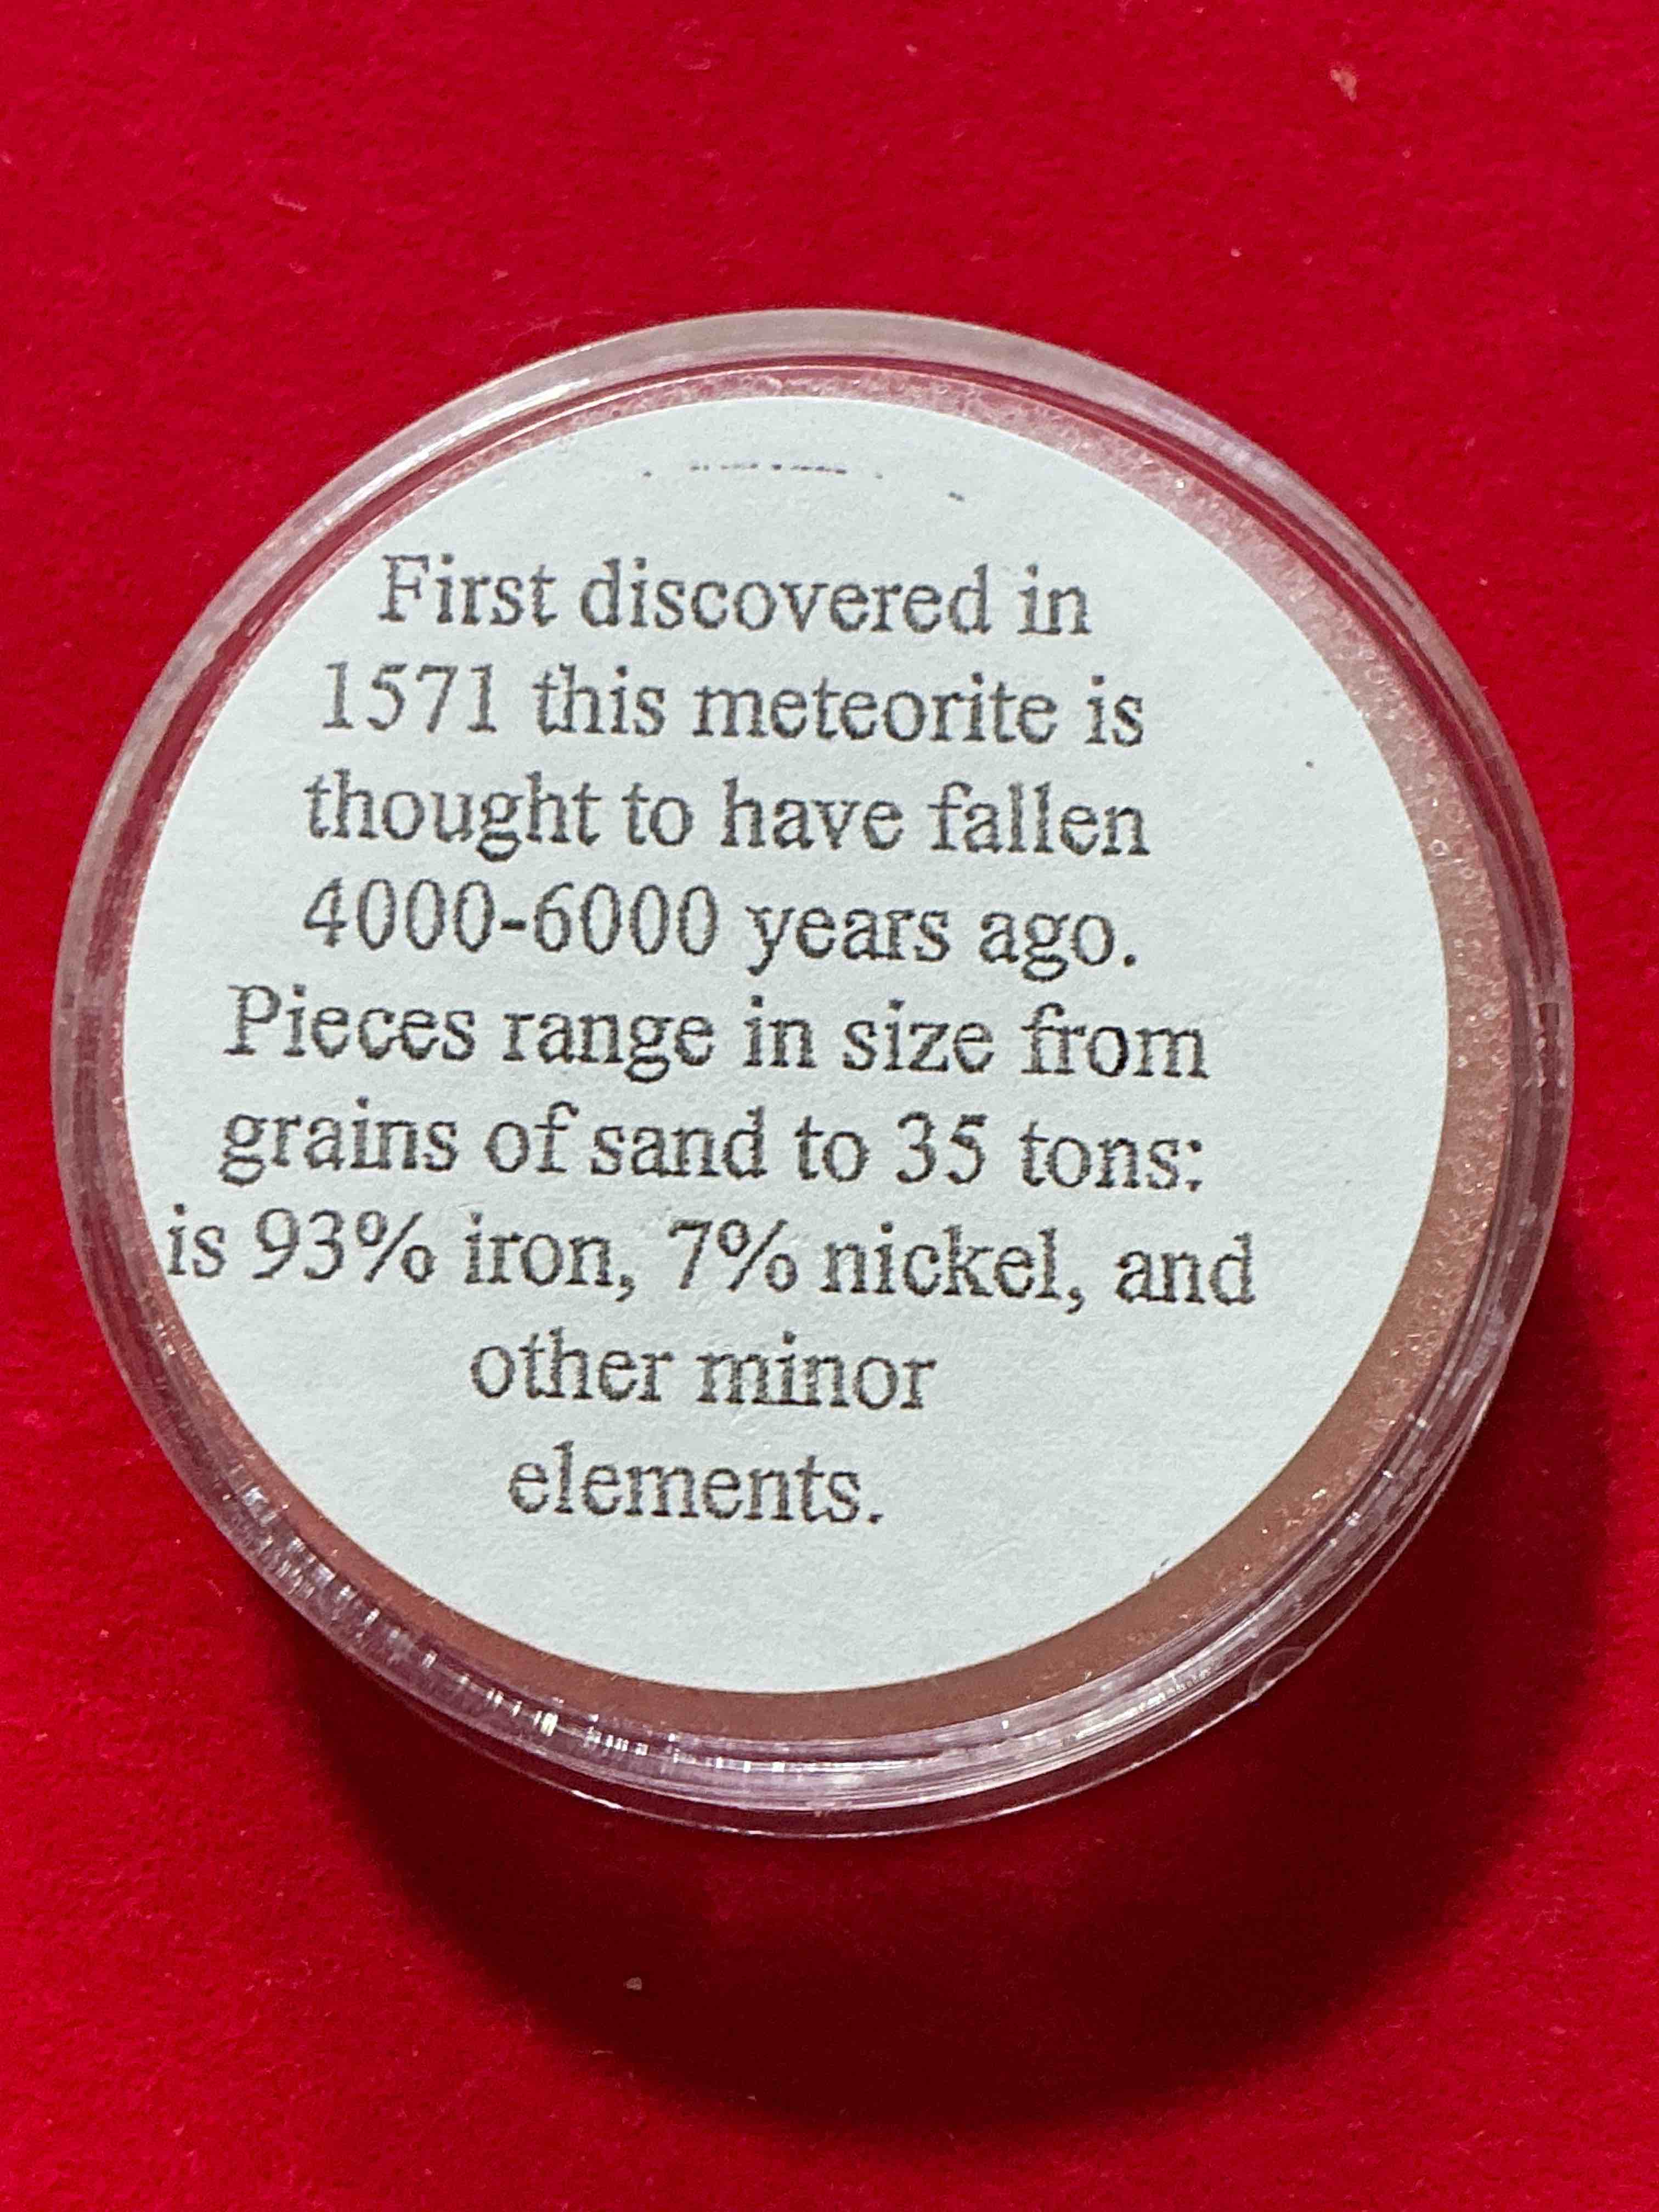 First discovered in
1571 this meteorite is
thought to have fallen
4000-6000 years ago.
Pieces range in size from
grains of sand to 35 tons:
is 93% iron, 7% nickel, and
other minor
elements.